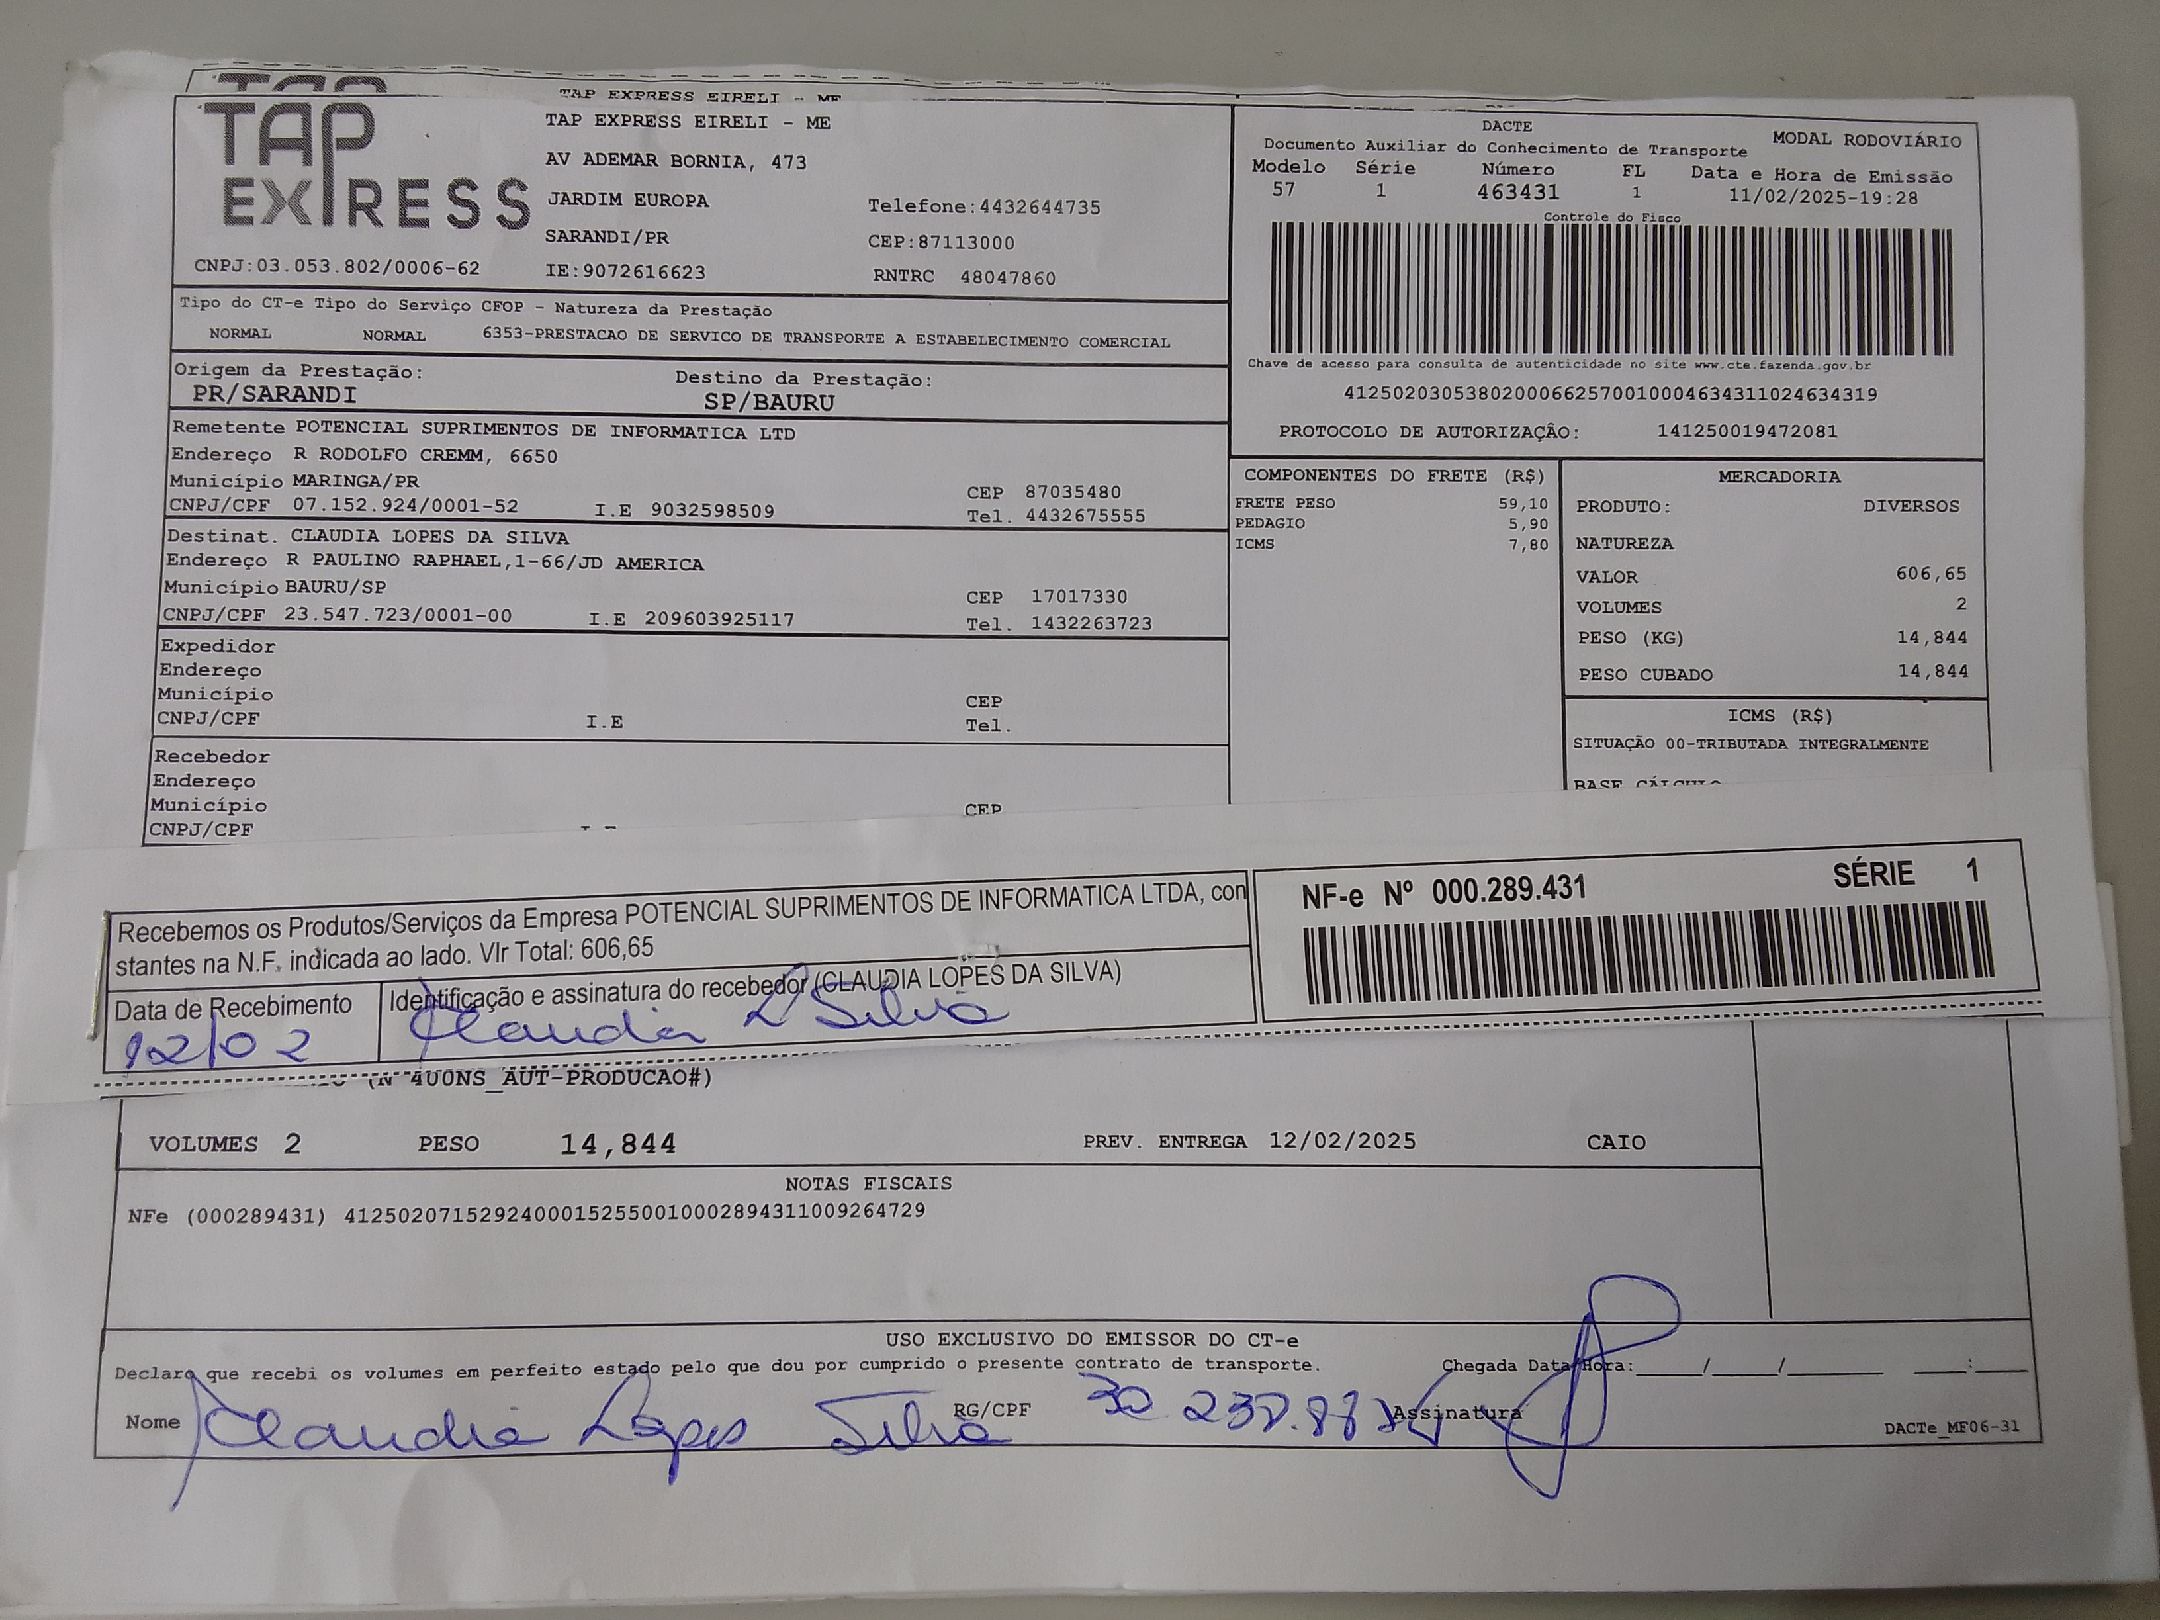 TAP EXPRESS
TAP EXPRESS EIRELI - ME
TAP EXPRESS EIRELI - ME
AV ADEMAR BORNIA, 473
JARDIM EUROPA Telefone:4432644735
SARANDI/PR CEP:87113000
CNPJ:03.053.802/0006-62 IE:9072616623 RNTRC 48047860
DACTE
MODAL RODOVIÁRIO
Documento Auxiliar do Conhecimento de Transporte
Modelo Série Número FL Data e Hora de Emissão
57 1 463431 1 11/02/2025-19:28
Controle do Fisco
Chave de acesso para consulta de autenticidade no site www.cte.fazenda.gov.br
41250203053802000662570010004634311024634319
PROTOCOLO DE AUTORIZAÇÂO: 141250019472081
Tipo do CT-e Tipo do Serviço CFOP - Natureza da Prestação
NORMAL NORMAL 6353-PRESTACAO DE SERVICO DE TRANSPORTE A ESTABELECIMENTO COMERCIAL
Origem da Prestação: Destino da Prestação:
PR/SARANDI SP/BAURU
Remetente POTENCIAL SUPRIMENTOS DE INFORMATICA LTD
Endereço R RODOLFO CREMM, 6650
Município MARINGA/PR CEP 87035480
CNPJ/CPF 07.152.924/0001-52 I.E 9032598509 Tel. 4432675555
Destinat. CLAUDIA LOPES DA SILVA
Endereço R PAULINO RAPHAEL,1-66/JD AMERICA
Município BAURU/SP CEP 17017330
CNPJ/CPF 23.547.723/0001-00 I.E 209603925117 Tel. 1432263723
Expedidor
Endereço
Município CEP
CNPJ/CPF I.E Tel.
Recebedor
Endereço
Município CEP
CNPJ/CPF
COMPONENTES DO FRETE (R$)
FRETE PESO 59,10
PEDAGIO 5,90
ICMS 7,80
MERCADORIA
PRODUTO: DIVERSOS
NATUREZA
VALOR 606,65
VOLUMES 2
PESO (KG) 14,844
PESO CUBADO 14,844
ICMS (R$)
SITUAÇÃO 00-TRIBUTADA INTEGRALMENTE
BASE CÁLCULO
Recebemos os Produtos/Serviços da Empresa POTENCIAL SUPRIMENTOS DE INFORMATICA LTDA, con
stantes na N.F. indicada ao lado. Vlr Total: 606,65
Data de Recebimento Identificação e assinatura do recebedor (CLAUDIA LOPES DA SILVA)
12/02 Claudia L Silva
NF-e Nº 000.289.431 SÉRIE 1
(N 4U0NS_AUT-PRODUCAO#)
VOLUMES 2 PESO 14,844 PREV. ENTREGA 12/02/2025 CAIO
NOTAS FISCAIS
NFe (000289431) 41250207152924000152550010002894311009264729
USO EXCLUSIVO DO EMISSOR DO CT-e
Declaro que recebi os volumes em perfeito estado pelo que dou por cumprido o presente contrato de transporte. Chegada Data Hora:____/____/______ ___:___
Nome Claudia Lopes Silva RG/CPF Assinatura
DACTe_MF06-31